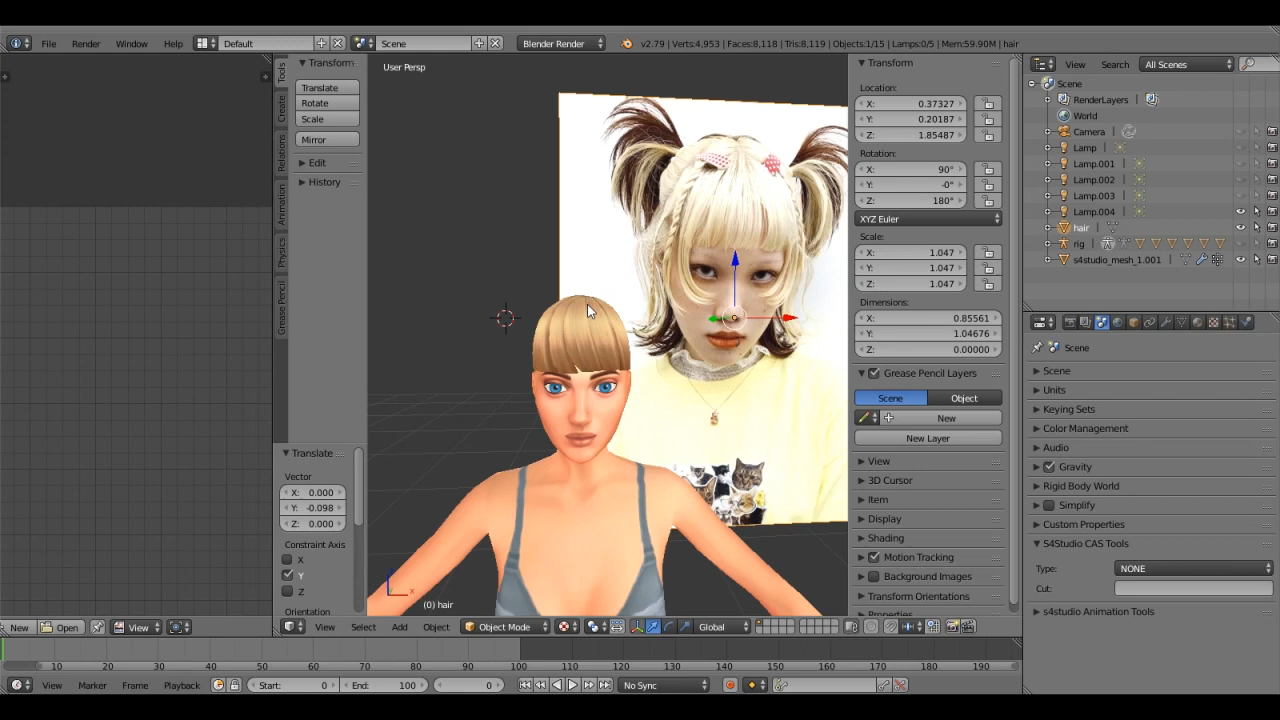 File Render Window Help Default Scene Blender Render v2.79 | Verts:4,953 | Faces:8,118 | Tris:8,119 | Objects:1/15 | Lamps:0/5 | Mem:59.90M | hair
Tools
Create
Relations
Animation
Physics
Grease Pencil
Transform
Translate
Rotate
Scale
Mirror
Edit
History
Translate
Vector
X: 0.000
Y: -0.098
Z: 0.000
Constraint Axis
X
Y
Z
Orientation
User Persp
(0) hair
Transform
Location:
X: 0.37327
Y: 0.20187
Z: 1.85487
Rotation:
X: 90°
Y: -0°
Z: 180°
XYZ Euler
Scale:
X: 1.047
Y: 1.047
Z: 1.047
Dimensions:
X: 0.85561
Y: 1.04676
Z: 0.00000
Grease Pencil Layers
Scene Object
New
New Layer
View
3D Cursor
Item
Display
Shading
Motion Tracking
Background Images
Transform Orientations
Properties
View Search All Scenes
Scene
RenderLayers
World
Camera
Lamp
Lamp.001
Lamp.002
Lamp.003
Lamp.004
hair
rig
s4studio_mesh_1.001
Scene
Scene
Units
Keying Sets
Color Management
Audio
Gravity
Rigid Body World
Simplify
Custom Properties
S4Studio CAS Tools
Type: NONE
Cut:
s4studio Animation Tools
New Open View
View Select Add Object Object Mode Global
10 20 30 40 50 60 70 80 90 100 110 120 130 140 150 160 170 180 190
View Marker Frame Playback Start: 0 End: 100 0 No Sync